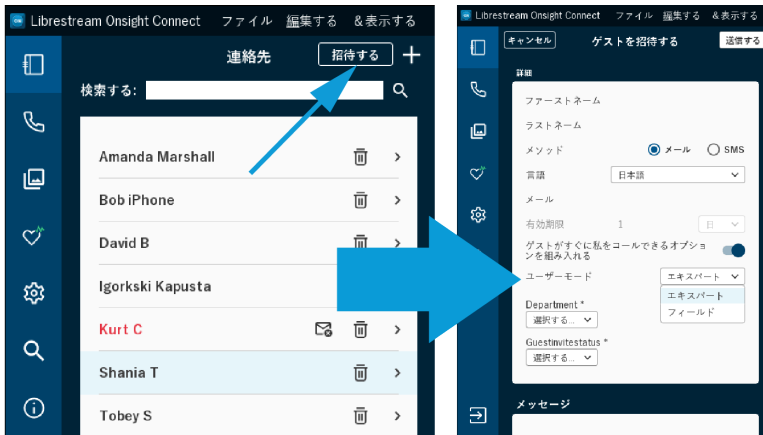 Librestream Onsight Connect ファイル 編集する &表示する
連絡先 招待する
検索する:
Amanda Marshall
Bob iPhone
David B
Igorkski Kapusta
Kurt C
Shania T
Tobey S
Librestream Onsight Connect ファイル 編集する &表示する
キャンセル ゲストを招待する 送信する
詳細
ファーストネーム
ラストネーム
メソッド メール SMS
言語 日本語
メール
有効期限 1 日
ゲストがすぐに私をコールできるオプショ
ンを組み入れる
ユーザーモード エキスパート
エキスパート
フィールド
Department *
選択する...
Guestinvitestatus *
選択する...
メッセージ